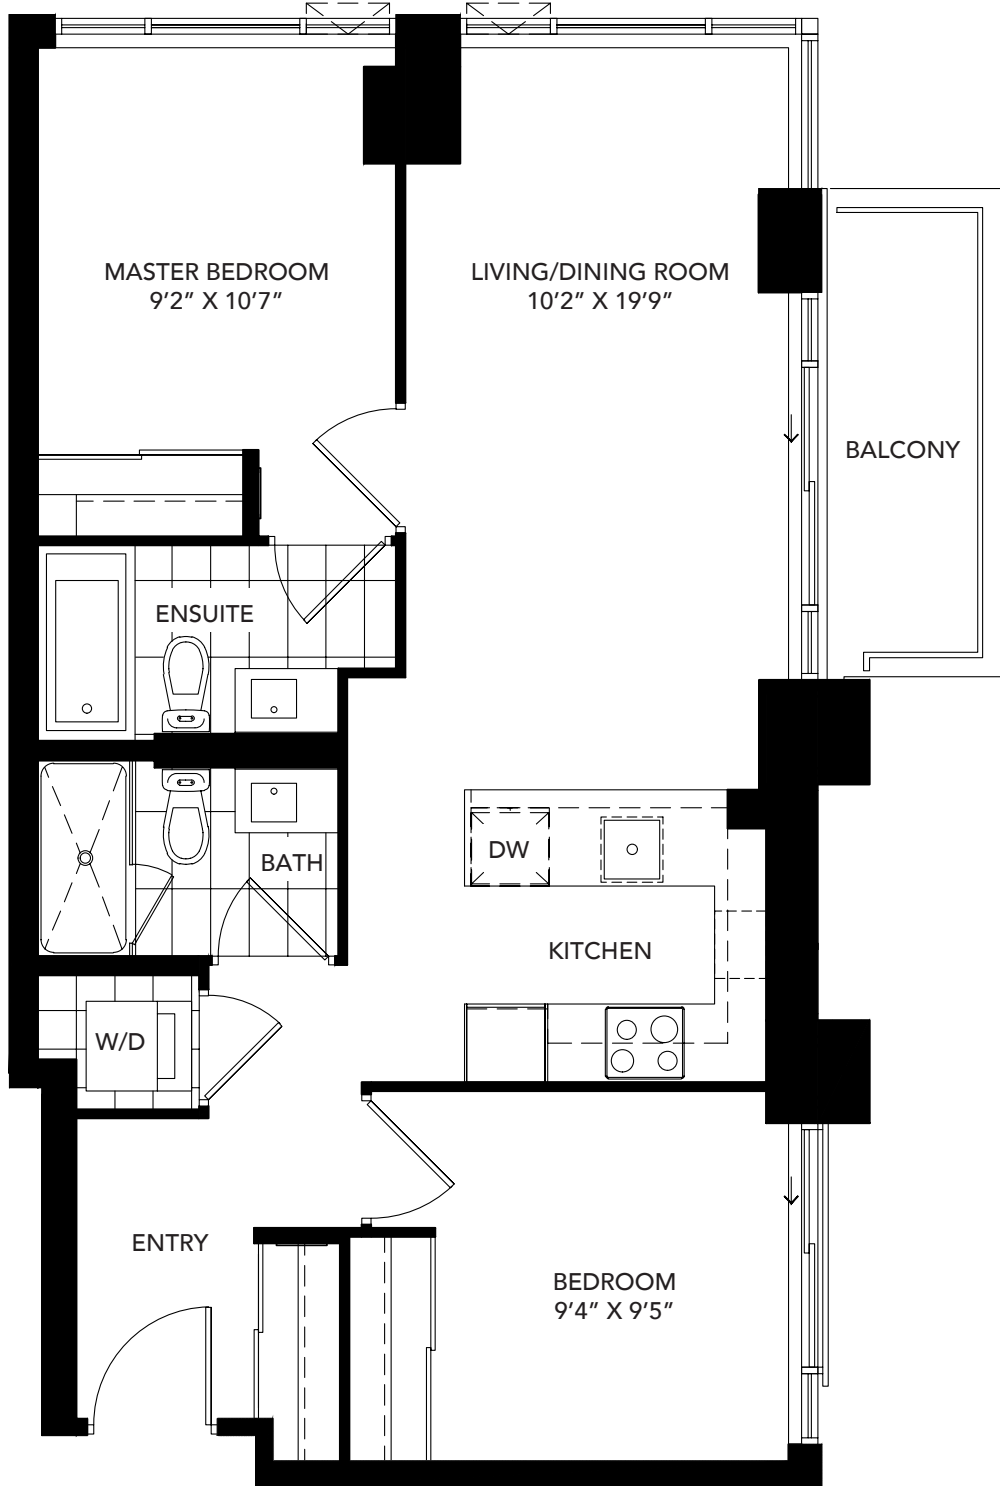 MASTER BEDROOM
9'2" X 10'7"
LIVING/DINING ROOM
10'2" X 19'9"
BALCONY
ENSUITE
BATH
DW
KITCHEN
W/D
ENTRY
BEDROOM
9'4" X 9'5"